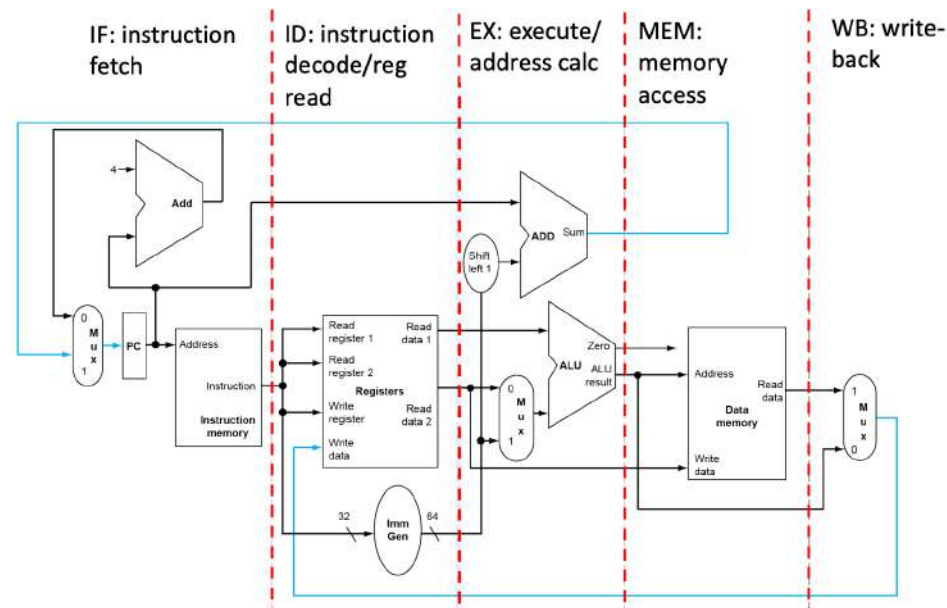 IF: instruction
fetch
ID: instruction
decode/reg
read
EX: execute/
address calc
MEM:
memory
access
WB: write-
back
4
Add
ADD
Sum
Shift
left 1
0
M
u
x
1
PC
Address
Instruction
Instruction
memory
Read
register 1
Read
register 2
Write
register
Write
data
Read
data 1
Registers
Read
data 2
32
Imm
Gen
64
0
M
u
x
1
Zero
ALU
ALU
result
Address
Read
data
Data
memory
Write
data
1
M
u
x
0